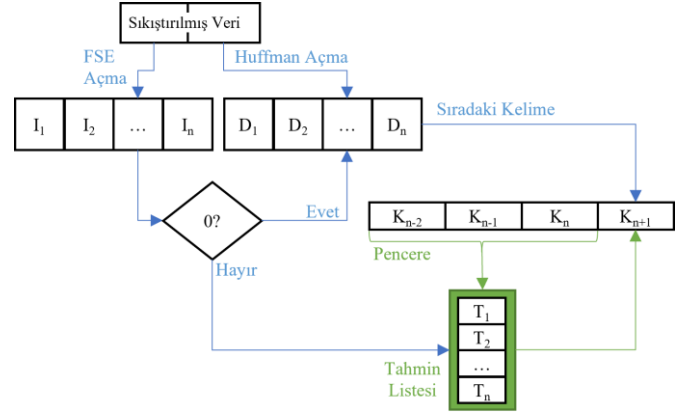 Sıkıştırılmış Veri
FSE
Açma
Huffman Açma
I1 I2 … In
D1 D2 … Dn
Sıradaki Kelime
0?
Evet
Hayır
Kn-2 Kn-1 Kn Kn+1
Pencere
T1
T2
…
Tn
Tahmin
Listesi